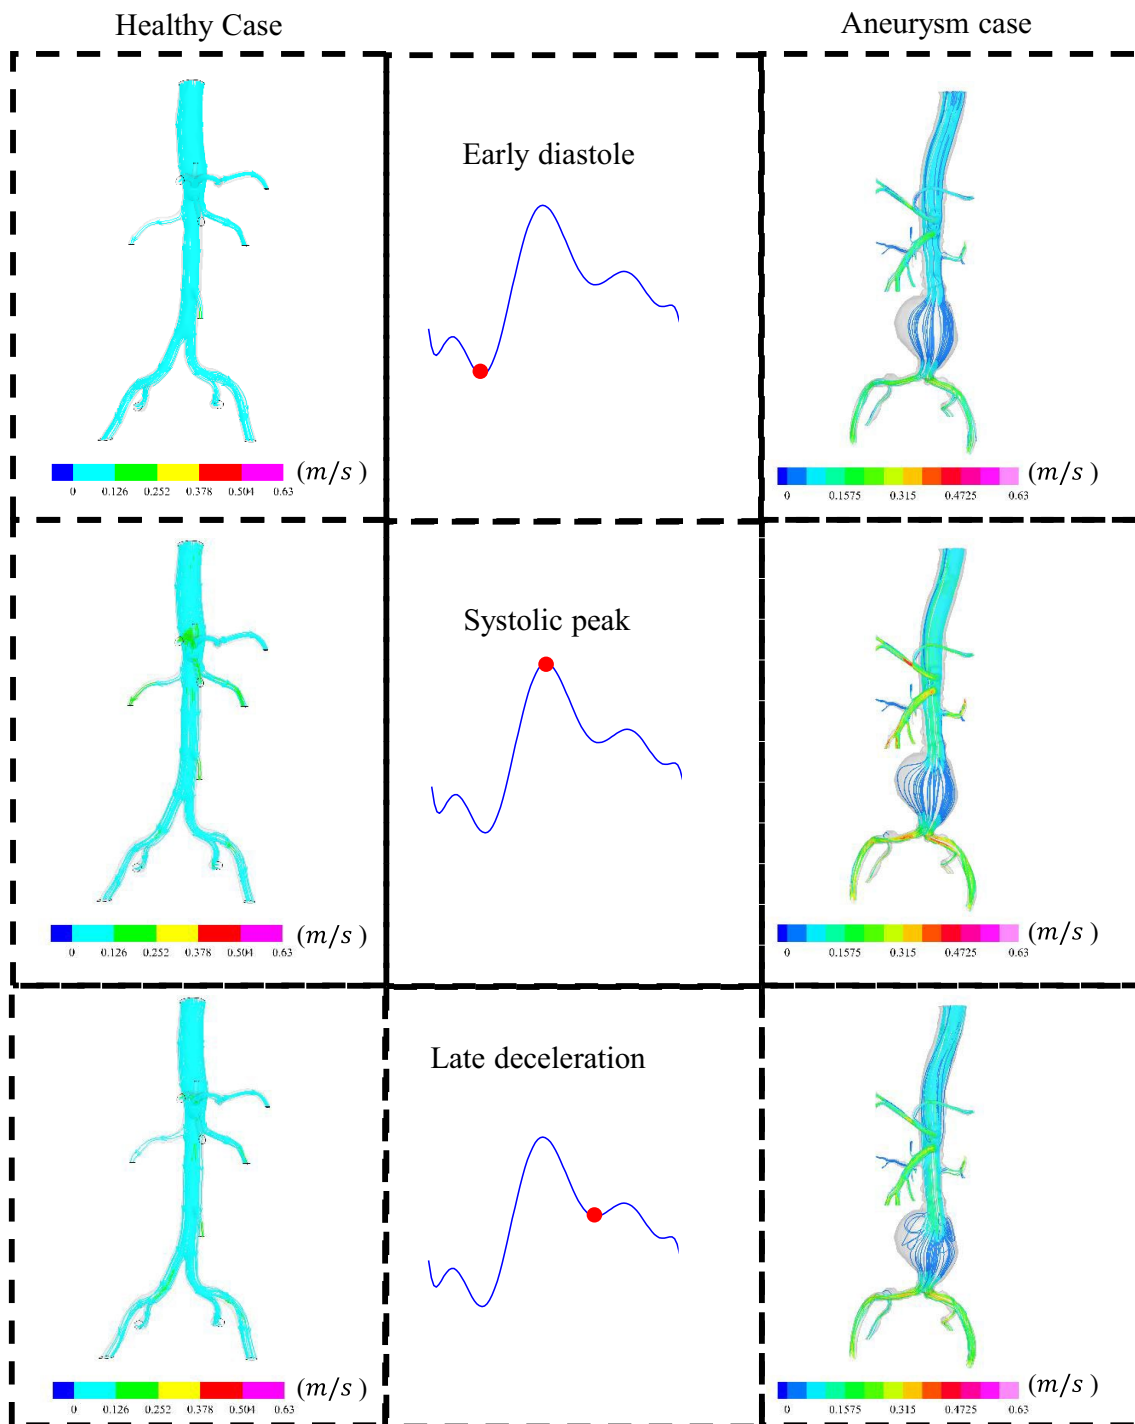 Healthy Case
Aneurysm case
Early diastole
(m/s)
0 0.126 0.252 0.378 0.504 0.63
(m/s)
0 0.1575 0.315 0.4725 0.63
Systolic peak
(m/s)
0 0.126 0.252 0.378 0.504 0.63
(m/s)
0 0.1575 0.315 0.4725 0.63
Late deceleration
(m/s)
0 0.126 0.252 0.378 0.504 0.63
(m/s)
0 0.1575 0.315 0.4725 0.63